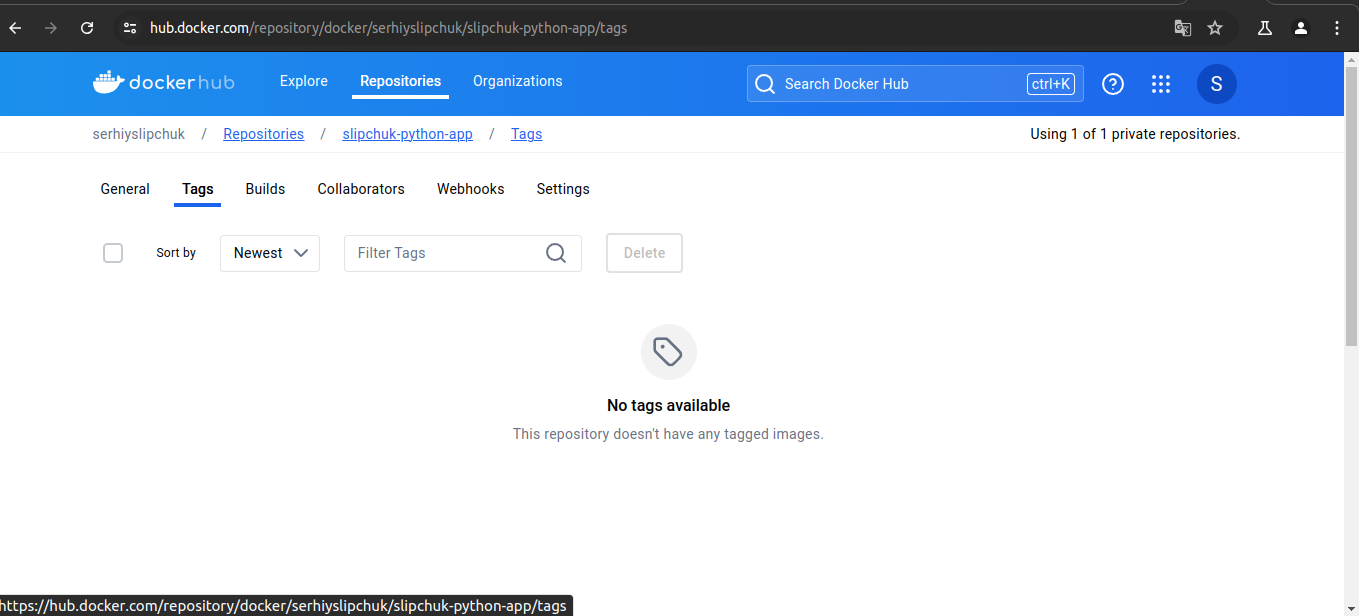 hub.docker.com/repository/docker/serhiyslipchuk/slipchuk-python-app/tags
dockerhub Explore Repositories Organizations Search Docker Hub ctrl+K ? S
serhiyslipchuk / Repositories / slipchuk-python-app / Tags Using 1 of 1 private repositories.
General Tags Builds Collaborators Webhooks Settings
Sort by Newest Filter Tags Delete
No tags available
This repository doesn't have any tagged images.
https://hub.docker.com/repository/docker/serhiyslipchuk/slipchuk-python-app/tags